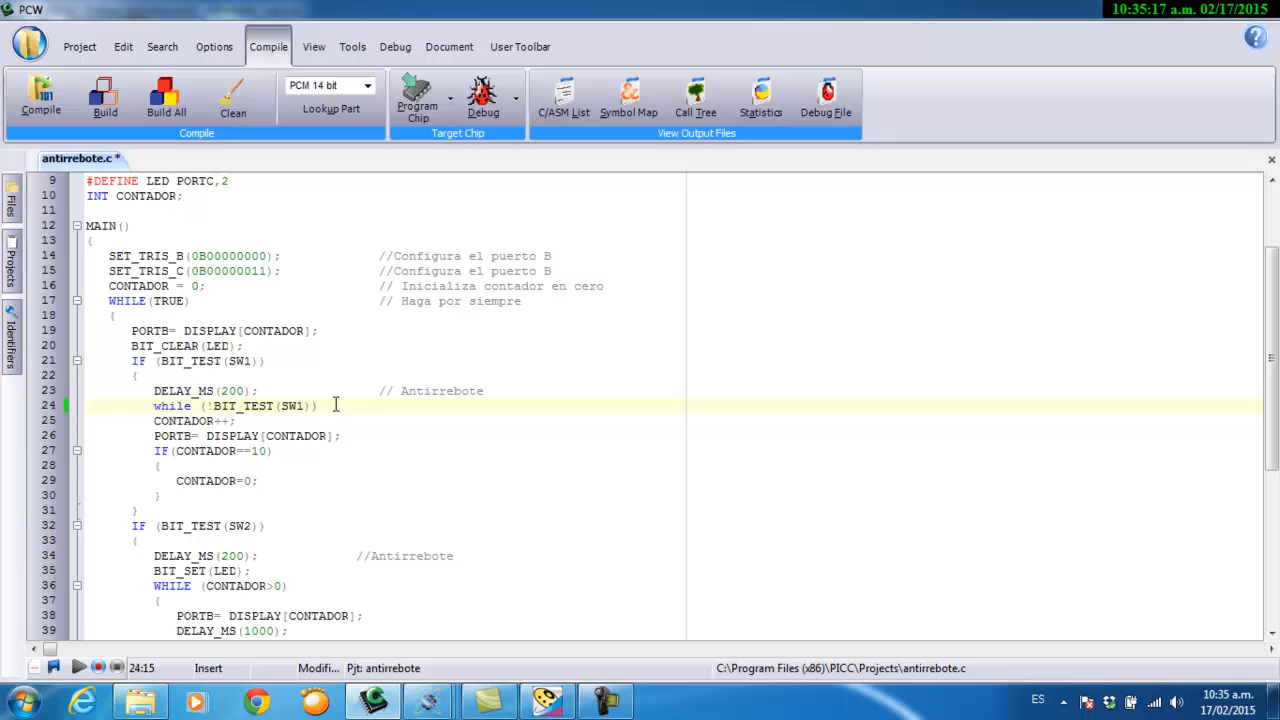 PCW
10:35:17 a.m. 02/17/2015
Project Edit Search Options Compile View Tools Debug Document User Toolbar
Compile Build Build All Clean
PCM 14 bit
Lookup Part
Program Chip
Debug
C/ASM List Symbol Map Call Tree Statistics Debug File
Compile Target Chip View Output Files
antirrebote.c *
Files
Projects
Identifiers
9 #DEFINE LED PORTC,2
10 INT CONTADOR;
11
12 MAIN()
13 {
14 SET_TRIS_B(0B00000000); //Configura el puerto B
15 SET_TRIS_C(0B00000011); //Configura el puerto B
16 CONTADOR = 0; // Inicializa contador en cero
17 WHILE(TRUE) // Haga por siempre
18 {
19 PORTB= DISPLAY[CONTADOR];
20 BIT_CLEAR(LED);
21 IF (BIT_TEST(SW1))
22 {
23 DELAY_MS(200); // Antirrebote
24 while (!BIT_TEST(SW1))
25 CONTADOR++;
26 PORTB= DISPLAY[CONTADOR];
27 IF(CONTADOR==10)
28 {
29 CONTADOR=0;
30 }
31 }
32 IF (BIT_TEST(SW2))
33 {
34 DELAY_MS(200); //Antirrebote
35 BIT_SET(LED);
36 WHILE (CONTADOR>0)
37 {
38 PORTB= DISPLAY[CONTADOR];
39 DELAY_MS(1000);
24:15 Insert Modifi... Pjt: antirrebote C:\Program Files (x86)\PICC\Projects\antirrebote.c
ES
10:35 a.m.
17/02/2015